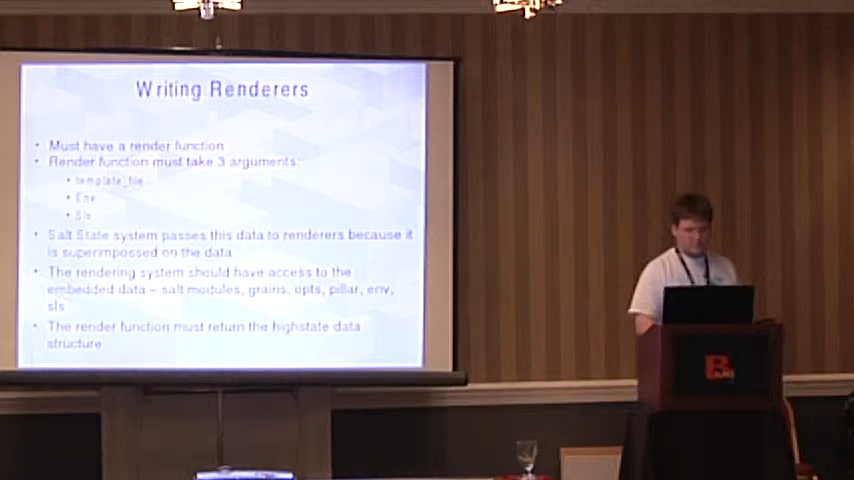 Writing Renderers
• Must have a render function
• Render function must take 3 arguments:
• template_file
• Env
• Sls
• Salt State system passes this data to renderers because it
is superimpossed on the data
• The rendering system should have access to the
embedded data – salt modules, grains, opts, pillar, env,
sls
• The render function must return the highstate data
structure